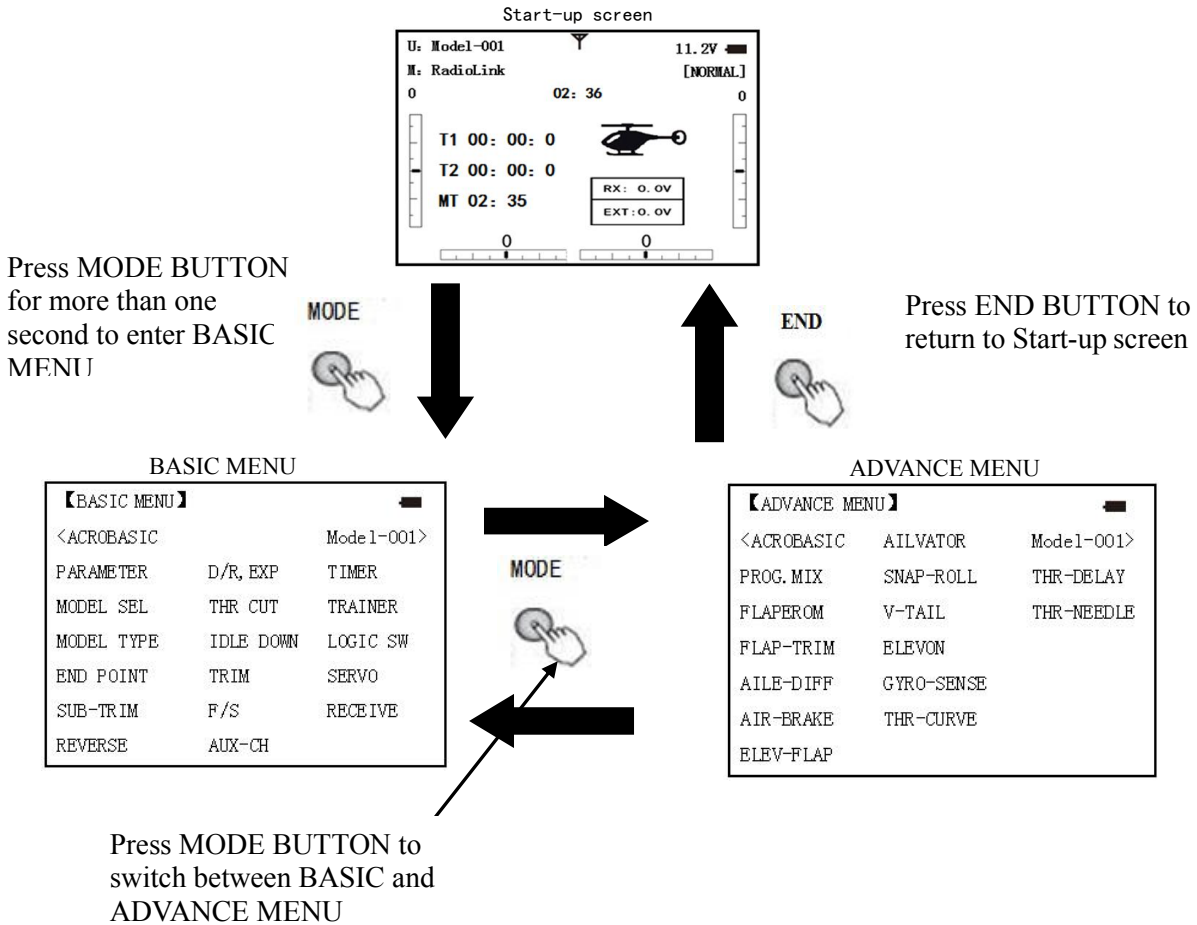 Start-up screen
U: Model-001 11.2V
M: RadioLink [NORMAL]
0 02: 36 0
T1 00: 00: 0
T2 00: 00: 0
MT 02: 35
RX: 0.0V
EXT:0.0V
0 0
Press MODE BUTTON
for more than one
second to enter BASIC
MENU
MODE
END
Press END BUTTON to
return to Start-up screen
BASIC MENU
【BASIC MENU】
<ACROBASIC Model-001>
PARAMETER D/R,EXP TIMER
MODEL SEL THR CUT TRAINER
MODEL TYPE IDLE DOWN LOGIC SW
END POINT TRIM SERVO
SUB-TRIM F/S RECEIVE
REVERSE AUX-CH
MODE
ADVANCE MENU
【ADVANCE MENU】
<ACROBASIC AILVATOR Model-001>
PROG.MIX SNAP-ROLL THR-DELAY
FLAPEROM V-TAIL THR-NEEDLE
FLAP-TRIM ELEVON
AILE-DIFF GYRO-SENSE
AIR-BRAKE THR-CURVE
ELEV-FLAP
Press MODE BUTTON to
switch between BASIC and
ADVANCE MENU